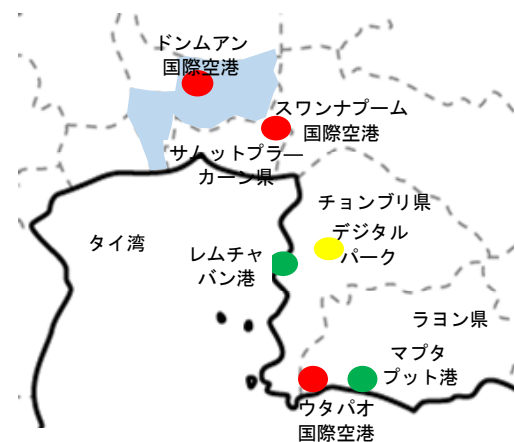 ドンムアン
国際空港
スワンナプーム
国際空港
サムットプラー
カーン県
チョンブリ県
デジタル
パーク
タイ湾
レムチャ
バン港
ラヨン県
マプタ
プット港
ウタパオ
国際空港